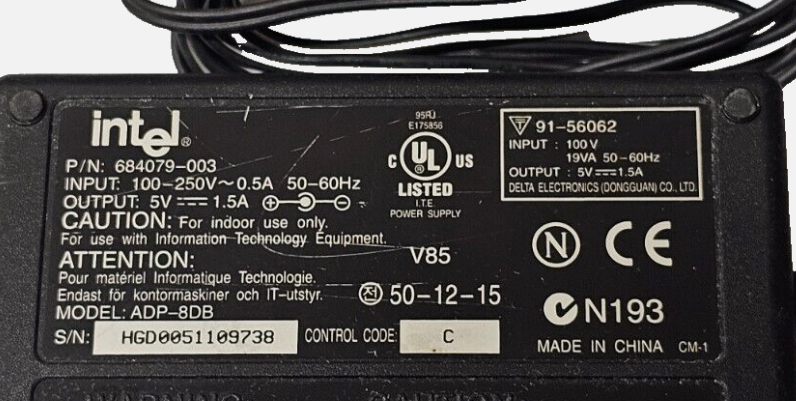 intel®
P/N: 684079-003
INPUT: 100-250V~0.5A 50-60Hz
OUTPUT: 5V⎓1.5A ⊕ ⊖
CAUTION: For indoor use only.
For use with Information Technology Equipment.
ATTENTION:
Pour matériel Informatique Technologie.
Endast för kontormaskiner och IT-utstyr.
MODEL: ADP-8DB
S/N: HGD0051109738
CONTROL CODE: C
E175856
C UL® US
LISTED
I.T.E.
POWER SUPPLY
V85
전 50-12-15
91-56062
INPUT : 100V
19VA 50-60Hz
OUTPUT : 5V⎓1.5A
DELTA ELECTRONICS (DONGGUAN) CO., LTD.
N CE
N193
MADE IN CHINA CM-1